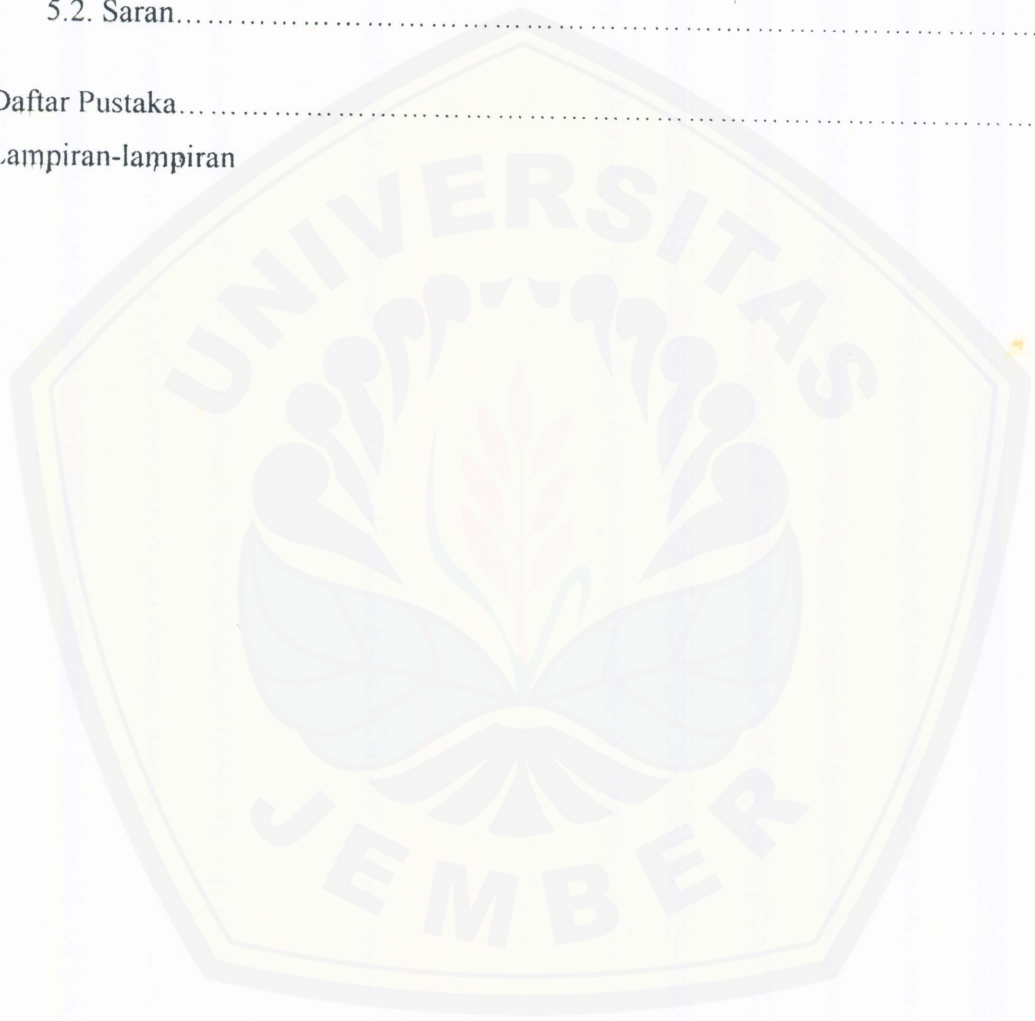 5.2. Saran........................................................................
Daftar Pustaka........................................................................
Lampiran-lampiran
UNIVERSITAS
JEMBER